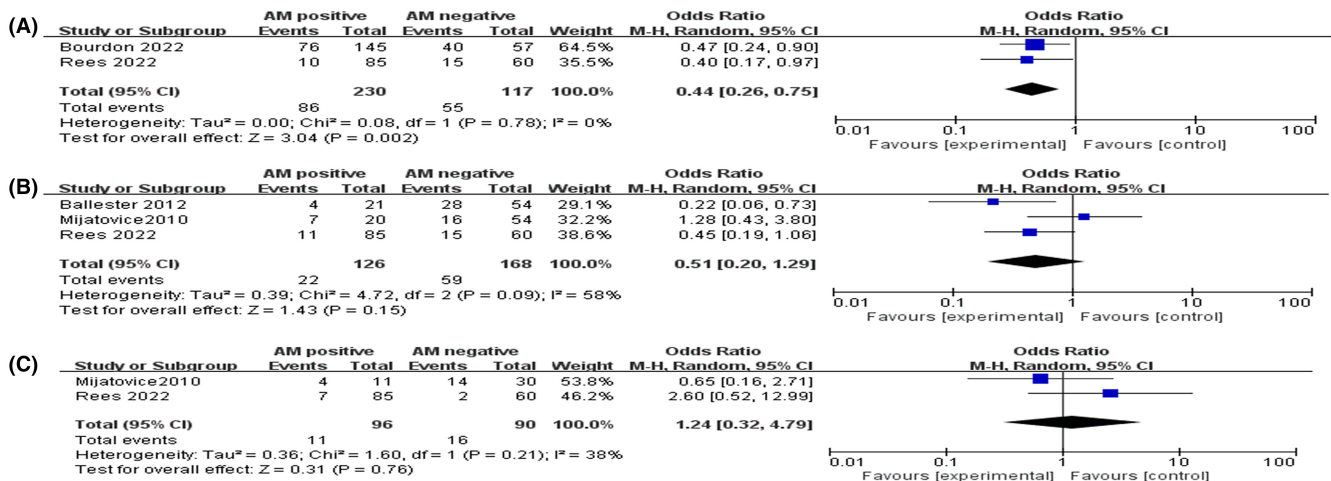 (A)
AM positive AM negative Odds Ratio Odds Ratio
Study or Subgroup Events Total Events Total Weight M-H, Random, 95% CI M-H, Random, 95% CI
Bourdon 2022 76 145 40 57 64.5% 0.47 [0.24, 0.90]
Rees 2022 10 85 15 60 35.5% 0.40 [0.17, 0.97]
Total (95% CI) 230 117 100.0% 0.44 [0.26, 0.75]
Total events 86 55
Heterogeneity: Tau² = 0.00; Chi² = 0.08, df = 1 (P = 0.78); I² = 0%
Test for overall effect: Z = 3.04 (P = 0.002)
0.01 0.1 1 10 100
Favours [experimental] Favours [control]
(B)
AM positive AM negative Odds Ratio Odds Ratio
Study or Subgroup Events Total Events Total Weight M-H, Random, 95% CI M-H, Random, 95% CI
Ballester 2012 4 21 28 54 29.1% 0.22 [0.06, 0.73]
Mijatovice2010 7 20 16 54 32.2% 1.28 [0.43, 3.80]
Rees 2022 11 85 15 60 38.6% 0.45 [0.19, 1.06]
Total (95% CI) 126 168 100.0% 0.51 [0.20, 1.29]
Total events 22 59
Heterogeneity: Tau² = 0.39; Chi² = 4.72, df = 2 (P = 0.09); I² = 58%
Test for overall effect: Z = 1.43 (P = 0.15)
0.01 0.1 1 10 100
Favours [experimental] Favours [control]
(C)
AM positive AM negative Odds Ratio Odds Ratio
Study or Subgroup Events Total Events Total Weight M-H, Random, 95% CI M-H, Random, 95% CI
Mijatovice2010 4 11 14 30 53.8% 0.65 [0.16, 2.71]
Rees 2022 7 85 2 60 46.2% 2.60 [0.52, 12.99]
Total (95% CI) 96 90 100.0% 1.24 [0.32, 4.79]
Total events 11 16
Heterogeneity: Tau² = 0.36; Chi² = 1.60, df = 1 (P = 0.21); I² = 38%
Test for overall effect: Z = 0.31 (P = 0.76)
0.01 0.1 1 10 100
Favours [experimental] Favours [control]